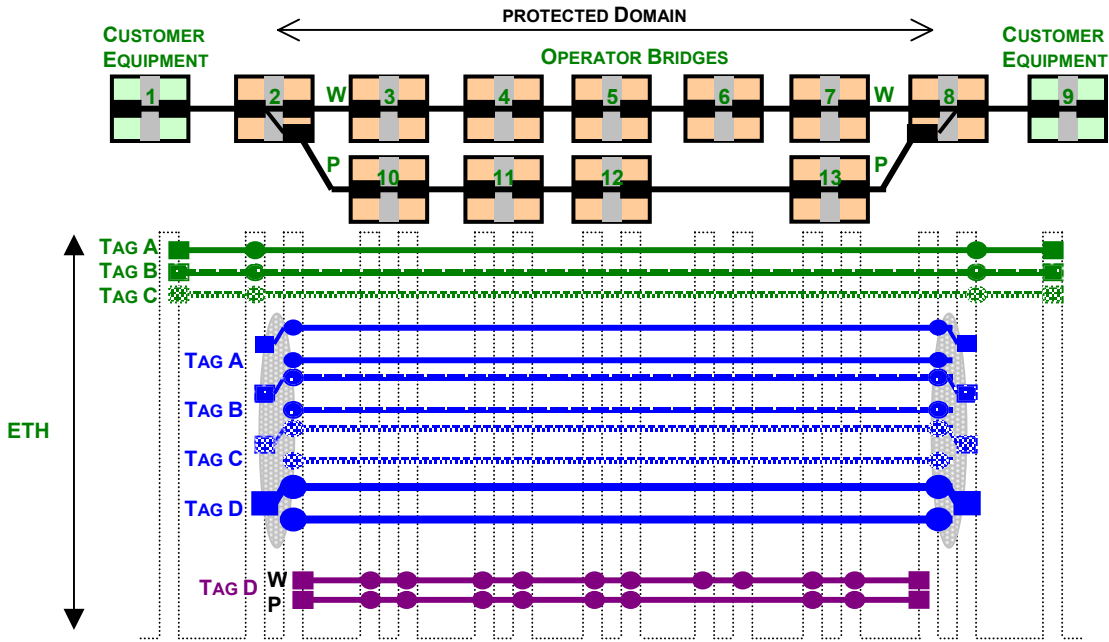 PROTECTED DOMAIN
CUSTOMER EQUIPMENT
OPERATOR BRIDGES
CUSTOMER EQUIPMENT
1 2 W 3 4 5 6 7 W 8 9
P P
10 11 12 13
TAG A
TAG B
TAG C
TAG A
TAG B
ETH
TAG C
TAG D
TAG D W
P